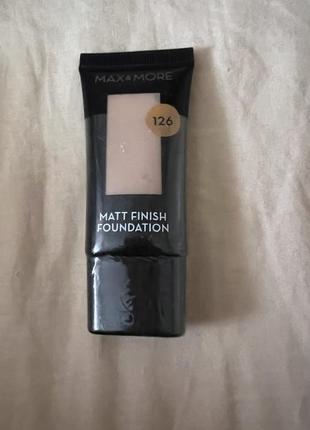 MAX & MORE
126
MATT FINISH
FOUNDATION